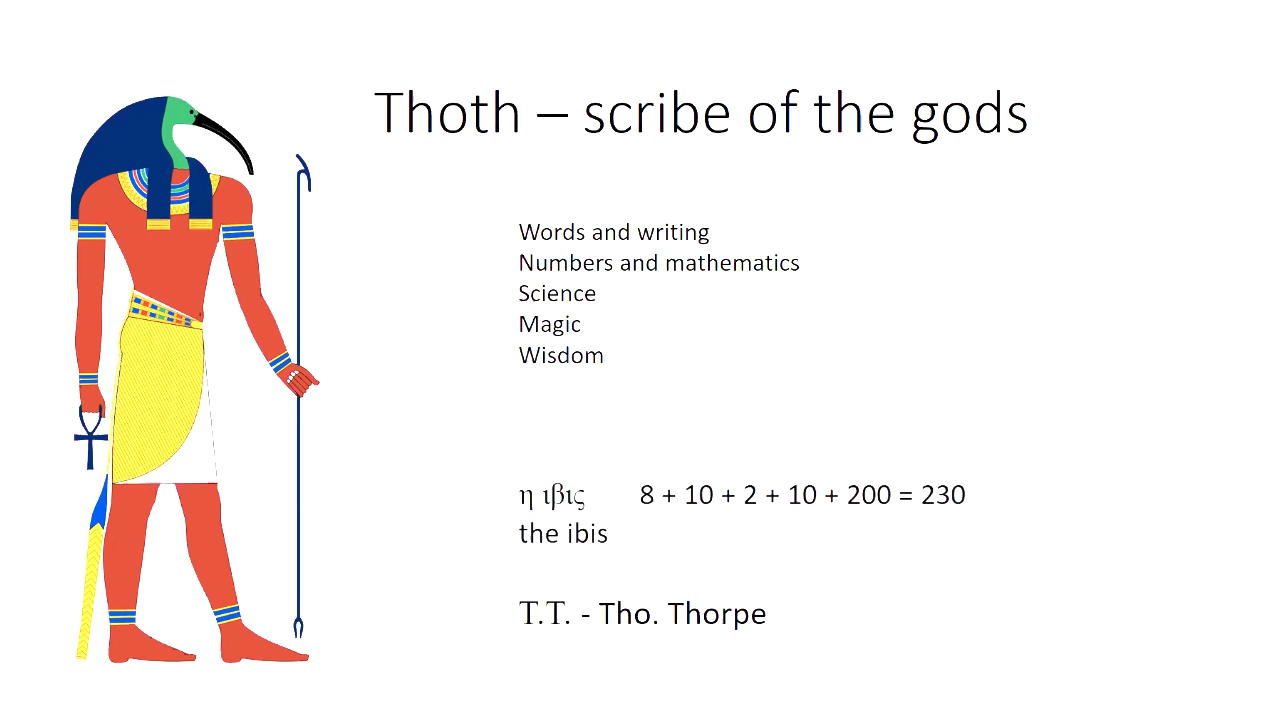 Thoth – scribe of the gods
Words and writing
Numbers and mathematics
Science
Magic
Wisdom
η ιβις 8 + 10 + 2 + 10 + 200 = 230
the ibis
T.T. - Tho. Thorpe